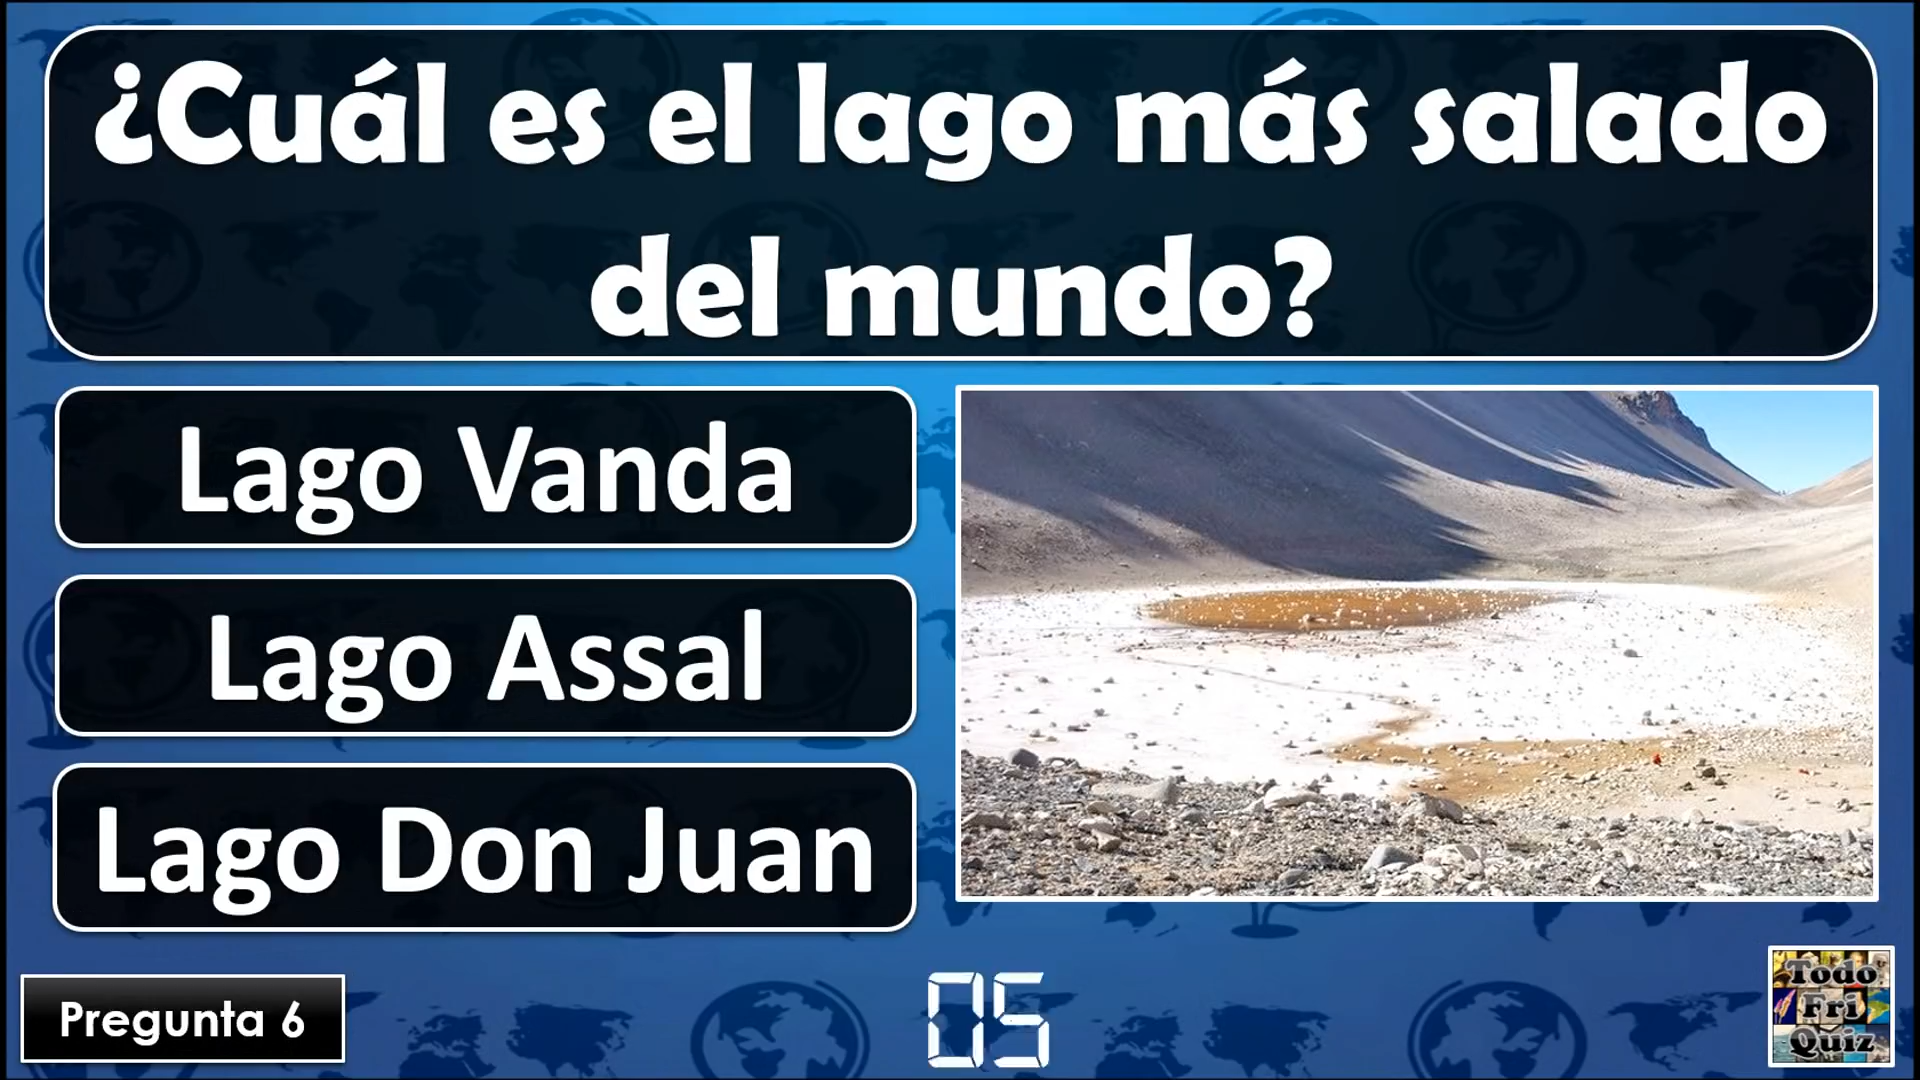 ¿Cuál es el lago más salado
del mundo?
Lago Vanda
Lago Assal
Lago Don Juan
Pregunta 6
05
Todo
Fri
Quiz